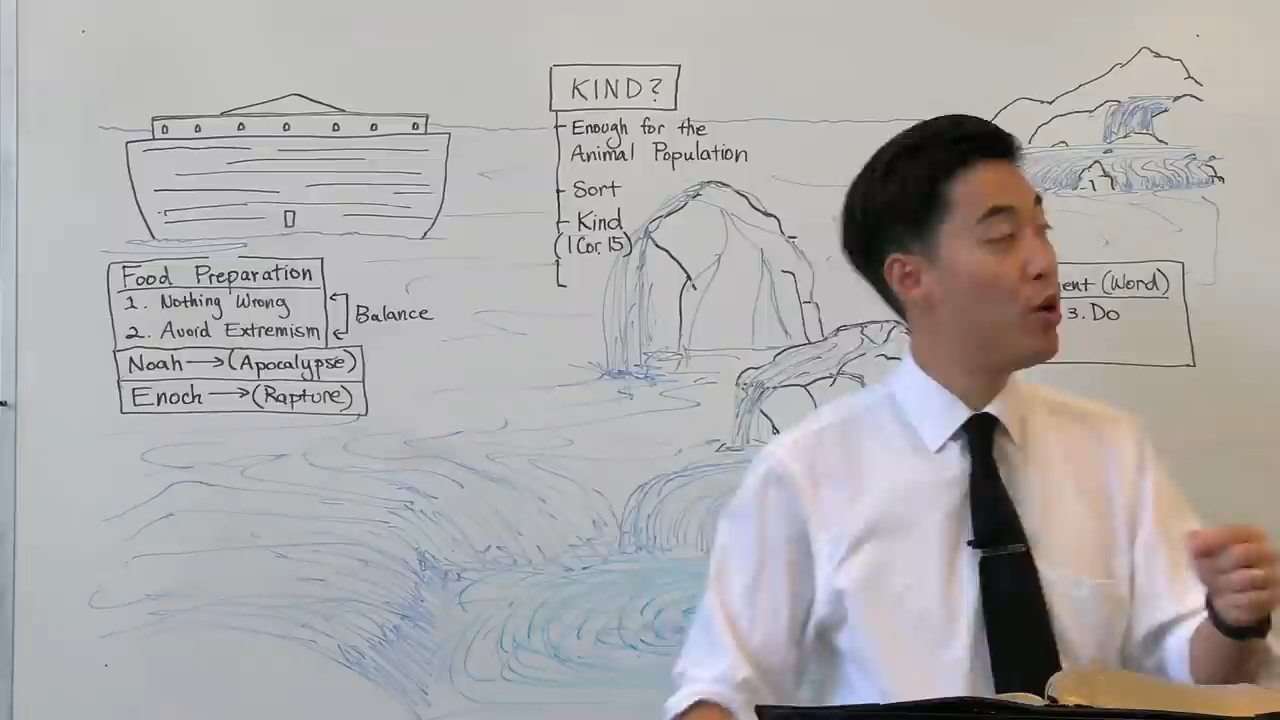 KIND?
- Enough for the
Animal Population
- Sort
- Kind
(1 Cor. 15)
Food Preparation
1. Nothing Wrong
2. Avoid Extremism
Balance
Noah → (Apocalypse)
Enoch → (Rapture)
(Word)
3. Do